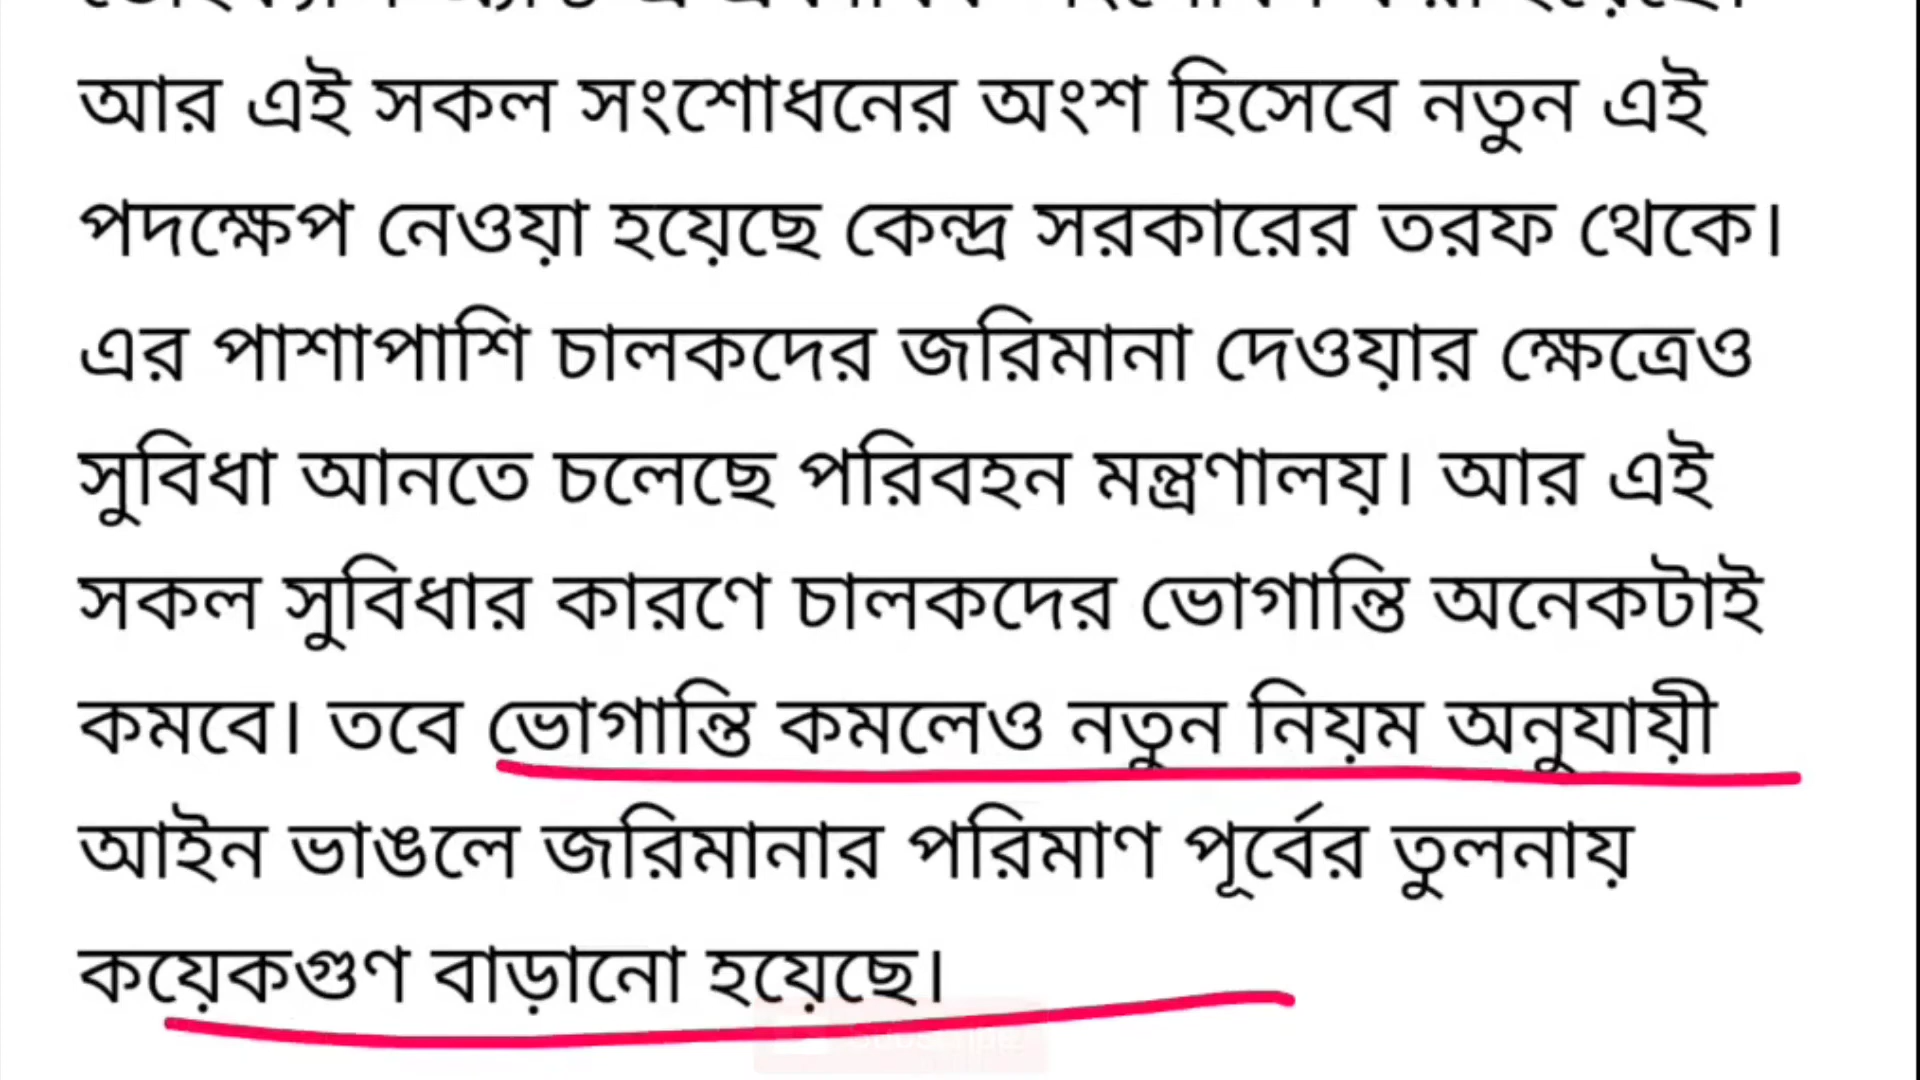 আর এই সকল সংশোধনের অংশ হিসেবে নতুন এই
পদক্ষেপ নেওয়া হয়েছে কেন্দ্র সরকারের তরফ থেকে।
এর পাশাপাশি চালকদের জরিমানা দেওয়ার ক্ষেত্রেও
সুবিধা আনতে চলেছে পরিবহন মন্ত্রণালয়। আর এই
সকল সুবিধার কারণে চালকদের ভোগান্তি অনেকটাই
কমবে। তবে ভোগান্তি কমলেও নতুন নিয়ম অনুযায়ী
আইন ভাঙলে জরিমানার পরিমাণ পূর্বের তুলনায়
কয়েকগুণ বাড়ানো হয়েছে।